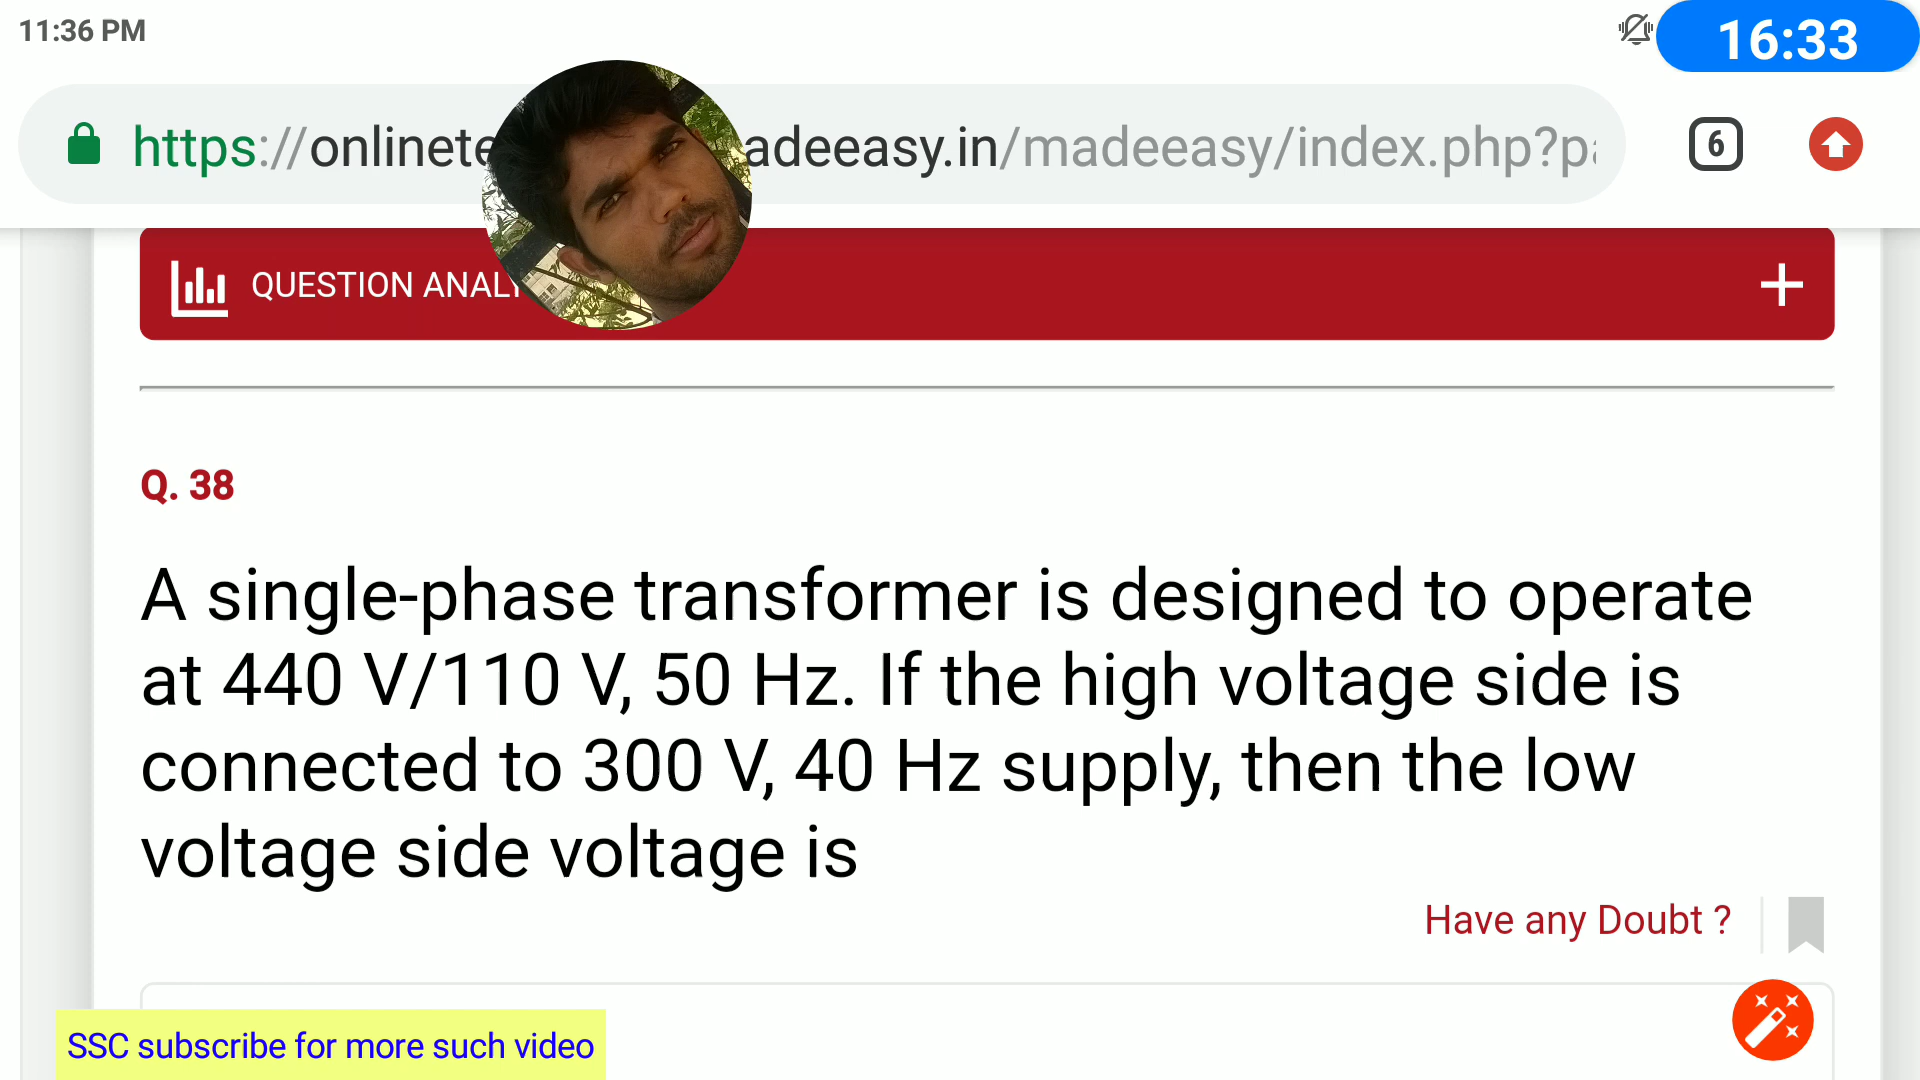 11:36 PM
16:33
https://onlinete adeeasy.in/madeeasy/index.php?pa
6
QUESTION ANALY
Q. 38
A single-phase transformer is designed to operate
at 440 V/110 V, 50 Hz. If the high voltage side is
connected to 300 V, 40 Hz supply, then the low
voltage side voltage is
Have any Doubt ?
SSC subscribe for more such video